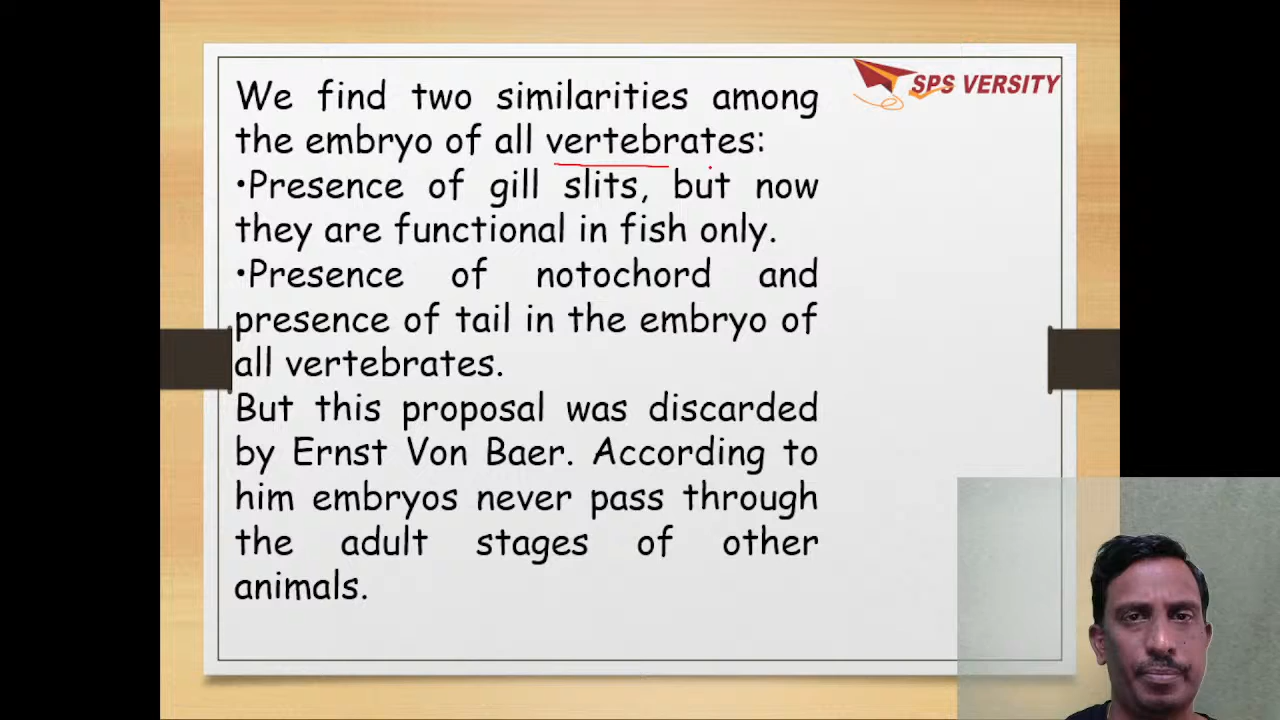 We find two similarities among
the embryo of all vertebrates:
•Presence of gill slits, but now
they are functional in fish only.
•Presence of notochord and
presence of tail in the embryo of
all vertebrates.
But this proposal was discarded
by Ernst Von Baer. According to
him embryos never pass through
the adult stages of other
animals.
SPS VERSITY